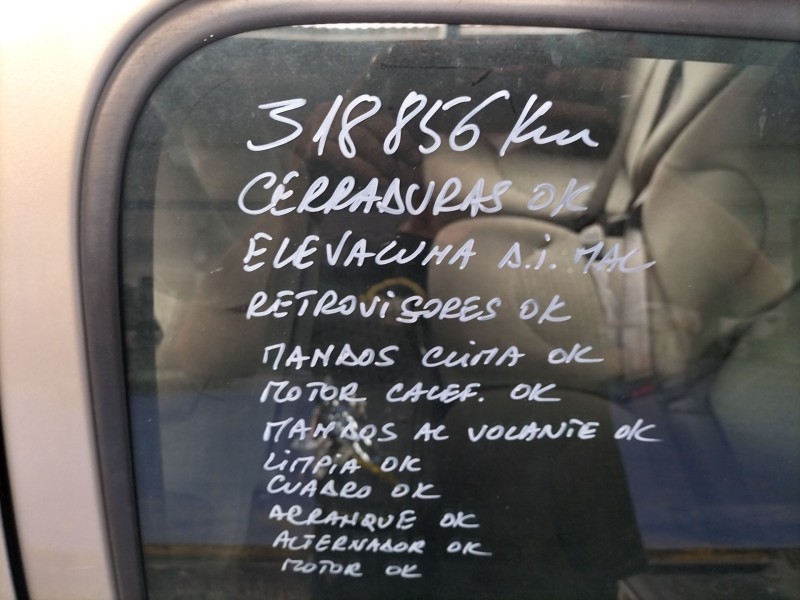 318856 Km
CERRADURAS OK
ELEVALUNA D.I. MAL
RETROVISORES OK
MANDOS CLIMA OK
MOTOR CALEF. OK
MANDOS AL VOLANTE OK
LIMPIA OK
CUADRO OK
ARRANQUE OK
ALTERNADOR OK
MOTOR OK